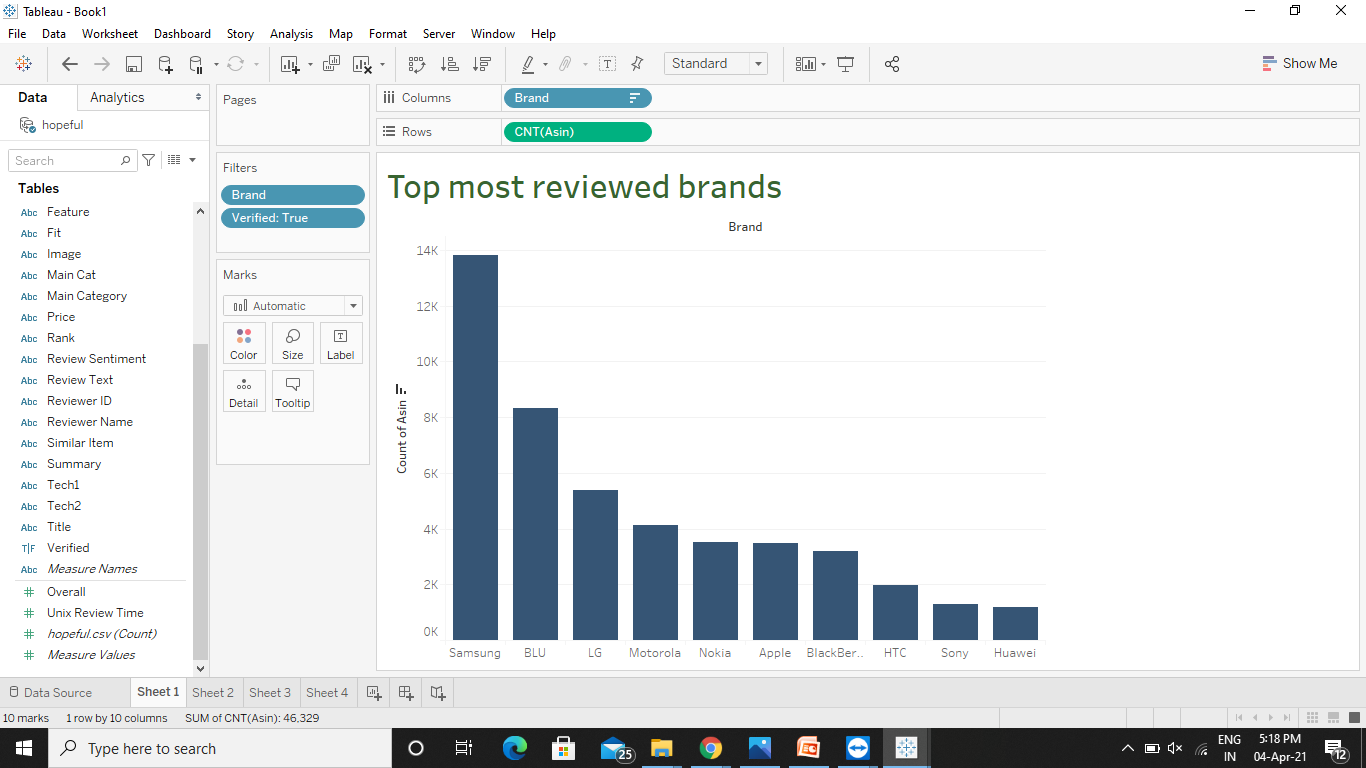 Tableau - Book1
File Data Worksheet Dashboard Story Analysis Map Format Server Window Help
Standard
Show Me
Data Analytics
hopeful
Search
Tables
Abc Feature
Abc Fit
Abc Image
Abc Main Cat
Abc Main Category
Abc Price
Abc Rank
Abc Review Sentiment
Abc Review Text
Abc Reviewer ID
Abc Reviewer Name
Abc Similar Item
Abc Summary
Abc Tech1
Abc Tech2
Abc Title
T|F Verified
Abc Measure Names
# Overall
# Unix Review Time
# hopeful.csv (Count)
# Measure Values
Pages
Filters
Brand
Verified: True
Marks
Automatic
Color Size T Label
Detail Tooltip
Columns Brand
Rows CNT(Asin)
Top most reviewed brands
Brand
Count of Asin
14K
12K
10K
8K
6K
4K
2K
0K
Samsung BLU LG Motorola Nokia Apple BlackBer.. HTC Sony Huawei
Data Source Sheet 1 Sheet 2 Sheet 3 Sheet 4
10 marks 1 row by 10 columns SUM of CNT(Asin): 46,329
Type here to search
25
ENG
IN
5:18 PM
04-Apr-21
12